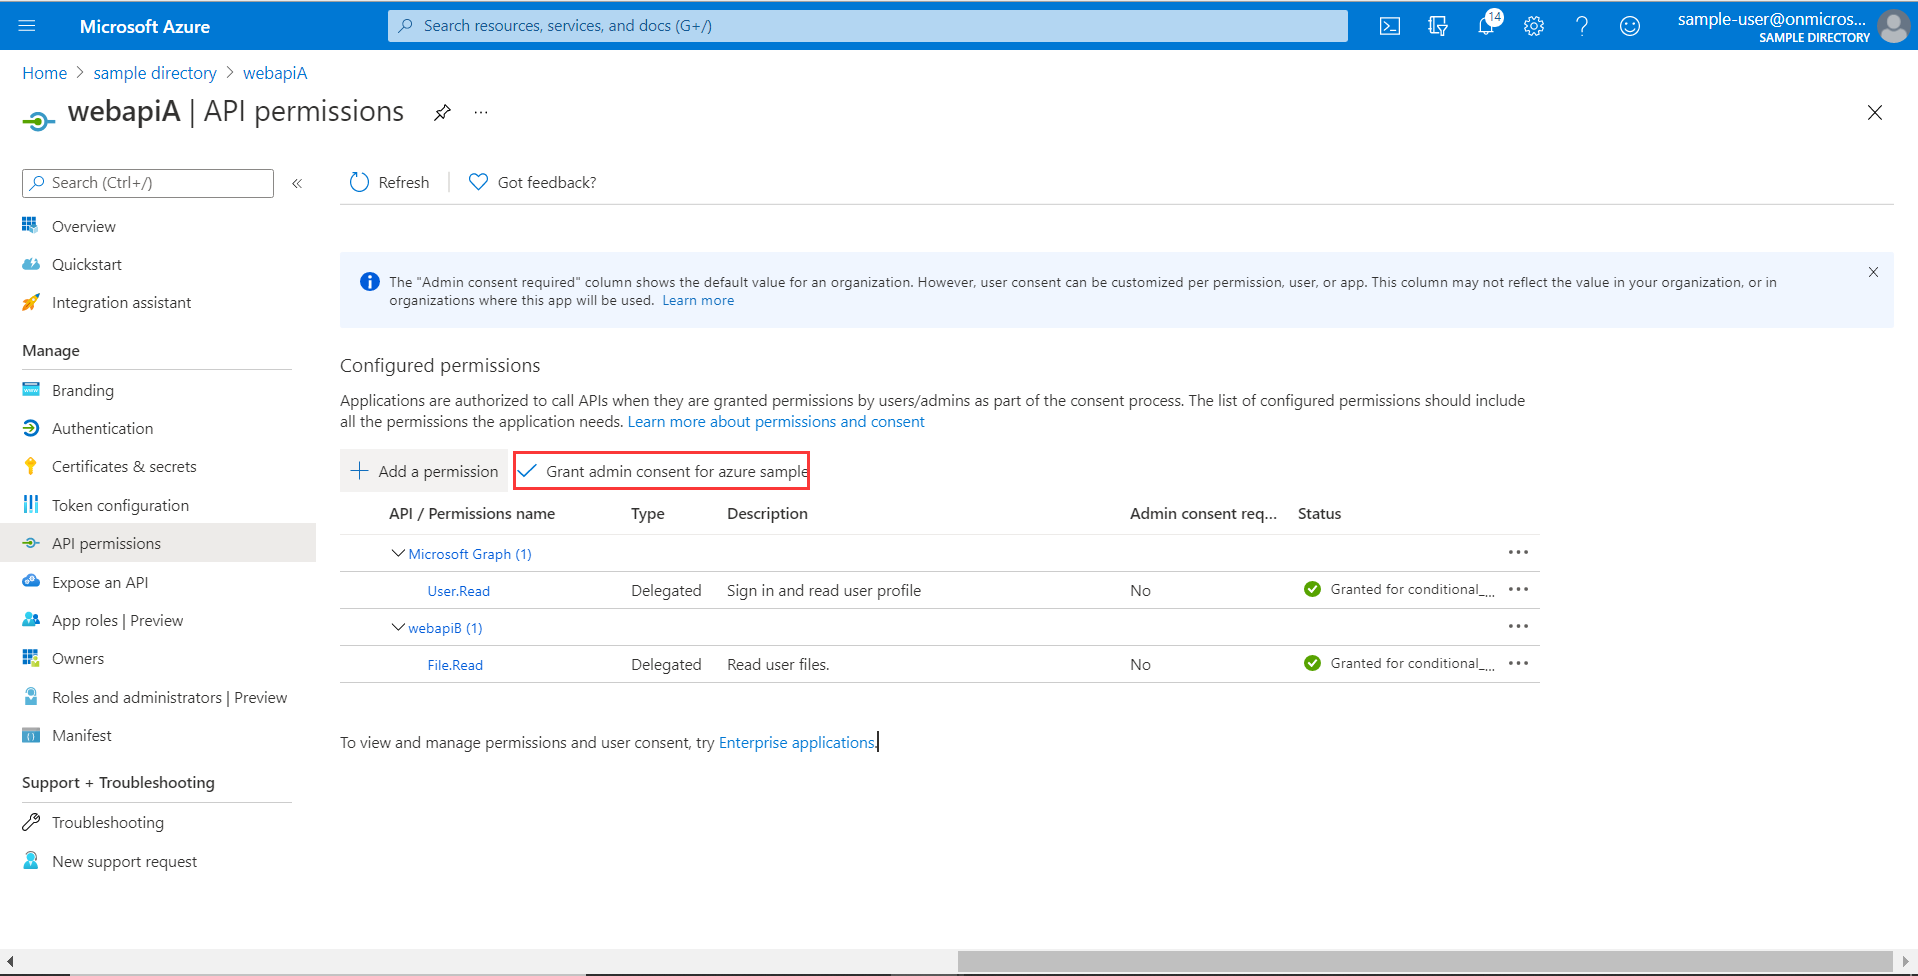 Microsoft Azure
Search resources, services, and docs (G+/)
14
sample-user@onmicros...
SAMPLE DIRECTORY
Home > sample directory > webapiA
webapiA | API permissions
...
Search (Ctrl+/)
«
Refresh
Got feedback?
Overview
Quickstart
Integration assistant
Manage
Branding
Authentication
Certificates & secrets
Token configuration
API permissions
Expose an API
App roles | Preview
Owners
Roles and administrators | Preview
Manifest
Support + Troubleshooting
Troubleshooting
New support request
The "Admin consent required" column shows the default value for an organization. However, user consent can be customized per permission, user, or app. This column may not reflect the value in your organization, or in
organizations where this app will be used. Learn more
Configured permissions
Applications are authorized to call APIs when they are granted permissions by users/admins as part of the consent process. The list of configured permissions should include
all the permissions the application needs. Learn more about permissions and consent
Add a permission
Grant admin consent for azure sample
API / Permissions name Type Description Admin consent req... Status
Microsoft Graph (1)
User.Read Delegated Sign in and read user profile No Granted for conditional_...
webapiB (1)
File.Read Delegated Read user files. No Granted for conditional_...
To view and manage permissions and user consent, try Enterprise applications.